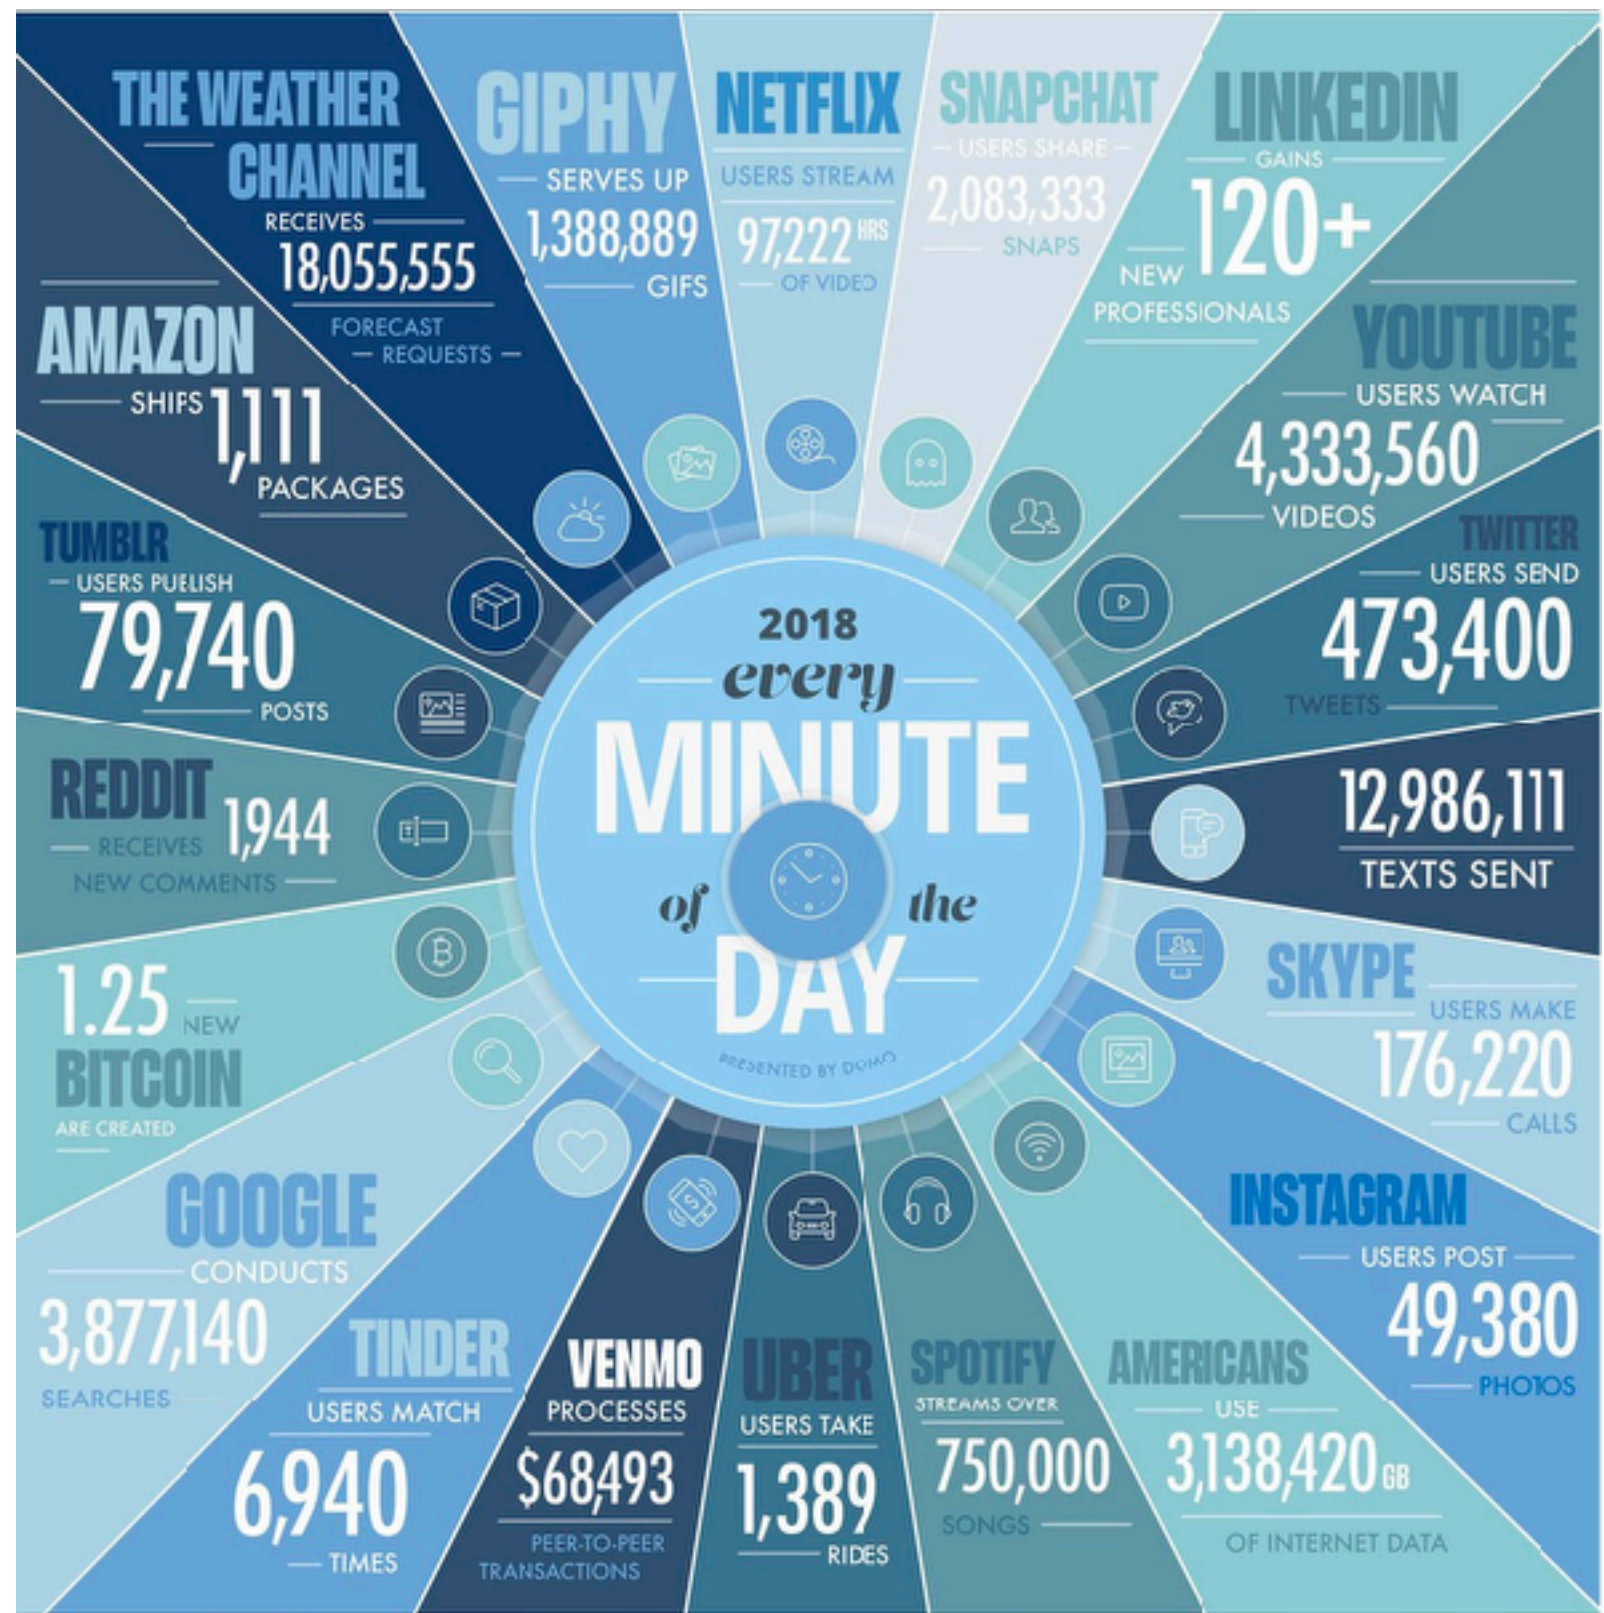 THE WEATHER
CHANNEL
RECEIVES
18,055,555
FORECAST
REQUESTS
GIPHY
SERVES UP
1,388,889
GIFS
NETFLIX
USERS STREAM
97,222 HRS
OF VIDEO
SNAPCHAT
USERS SHARE
2,083,333
SNAPS
LINKEDIN
GAINS
120+
NEW
PROFESSIONALS
YOUTUBE
USERS WATCH
4,333,560
VIDEOS
TWITTER
USERS SEND
473,400
TWEETS
12,986,111
TEXTS SENT
SKYPE
USERS MAKE
176,220
CALLS
INSTAGRAM
USERS POST
49,380
PHOTOS
AMERICANS
USE
3,138,420 GB
OF INTERNET DATA
SPOTIFY
STREAMS OVER
750,000
SONGS
UBER
USERS TAKE
1,389
RIDES
VENMO
PROCESSES
$68,493
PEER-TO-PEER
TRANSACTIONS
TINDER
USERS MATCH
6,940
TIMES
GOOGLE
CONDUCTS
3,877,140
SEARCHES
1.25 NEW
BITCOIN
ARE CREATED
REDDIT
RECEIVES 1,944
NEW COMMENTS
TUMBLR
USERS PUBLISH
79,740
POSTS
AMAZON
SHIPS 1,111
PACKAGES
2018
every
MINUTE
of the
DAY
PRESENTED BY DOMO